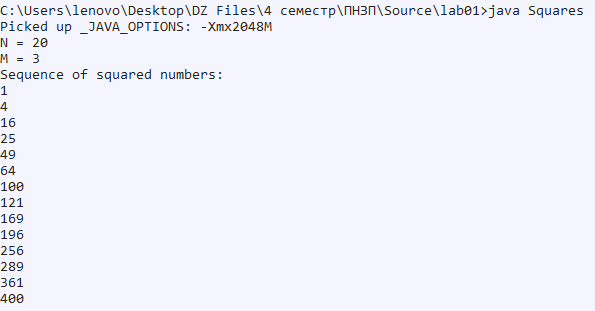 C:\Users\lenovo\Desktop\DZ Files\4 семестр\ПНЗП\Source\lab01>java Squares
Picked up _JAVA_OPTIONS: -Xmx2048M
N = 20
M = 3
Sequence of squared numbers:
1
4
16
25
49
64
100
121
169
196
256
289
361
400